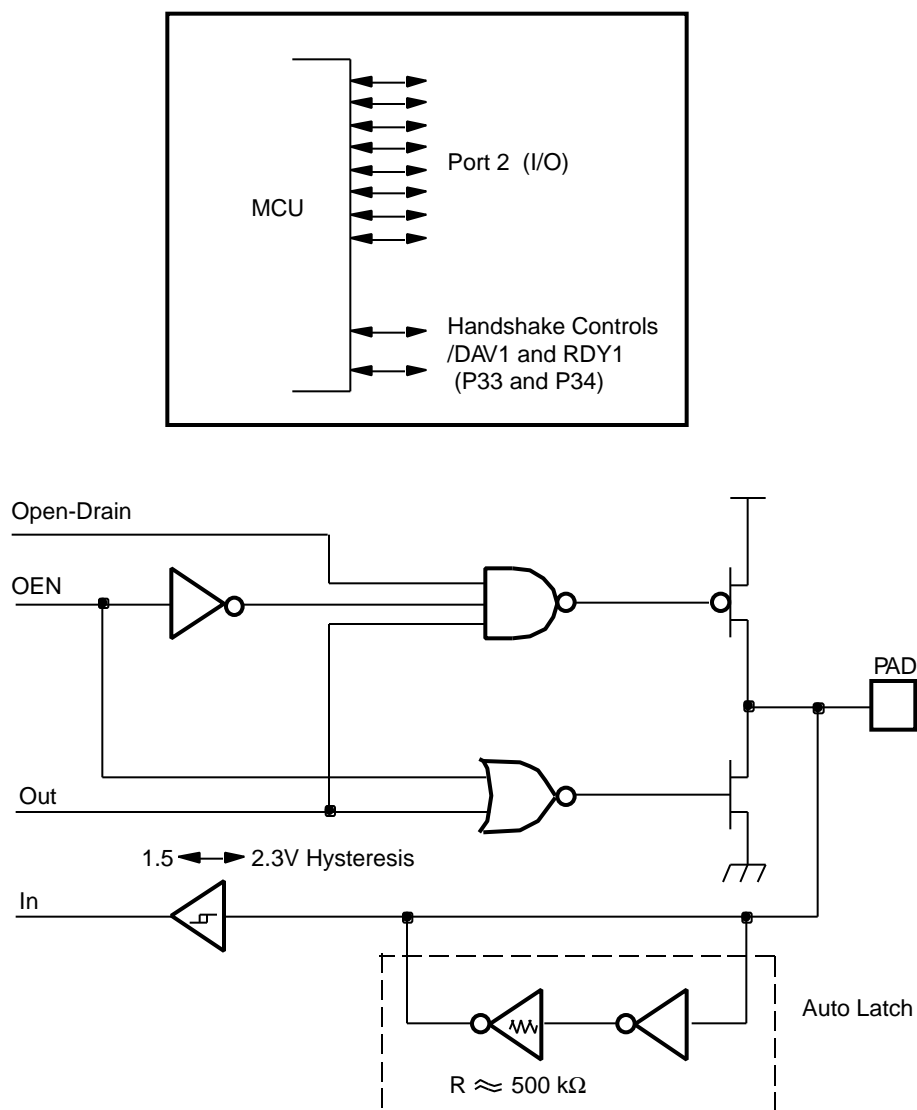 MCU
Port 2 (I/O)
Handshake Controls
/DAV1 and RDY1
(P33 and P34)
Open-Drain
OEN
PAD
Out
1.5 2.3V Hysteresis
In
Auto Latch
R ≈ 500 kΩ